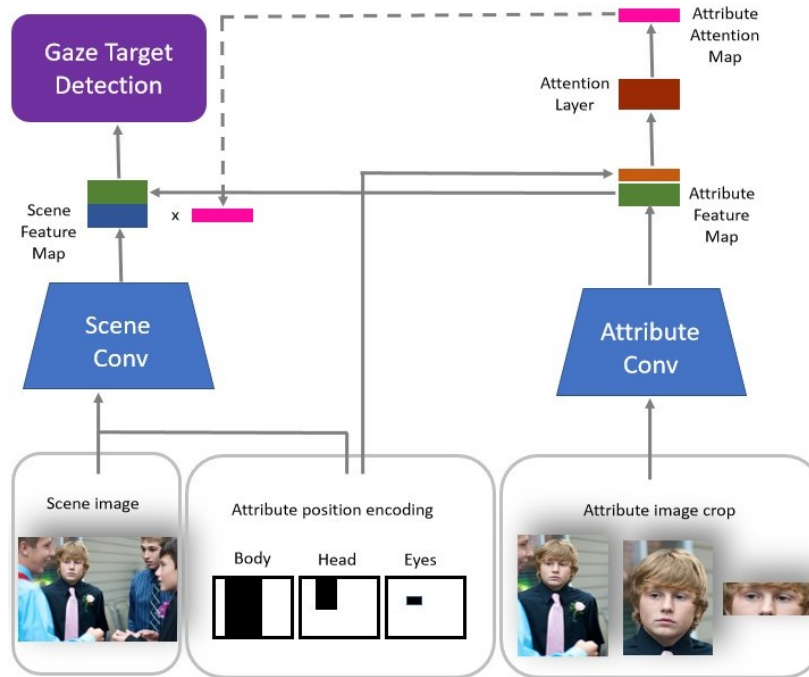 Gaze Target
Detection
Attribute
Attention
Map
Attention
Layer
Scene
Feature
Map
x
Attribute
Feature
Map
Scene
Conv
Attribute
Conv
Scene image
Attribute position encoding
Body
Head
Eyes
Attribute image crop